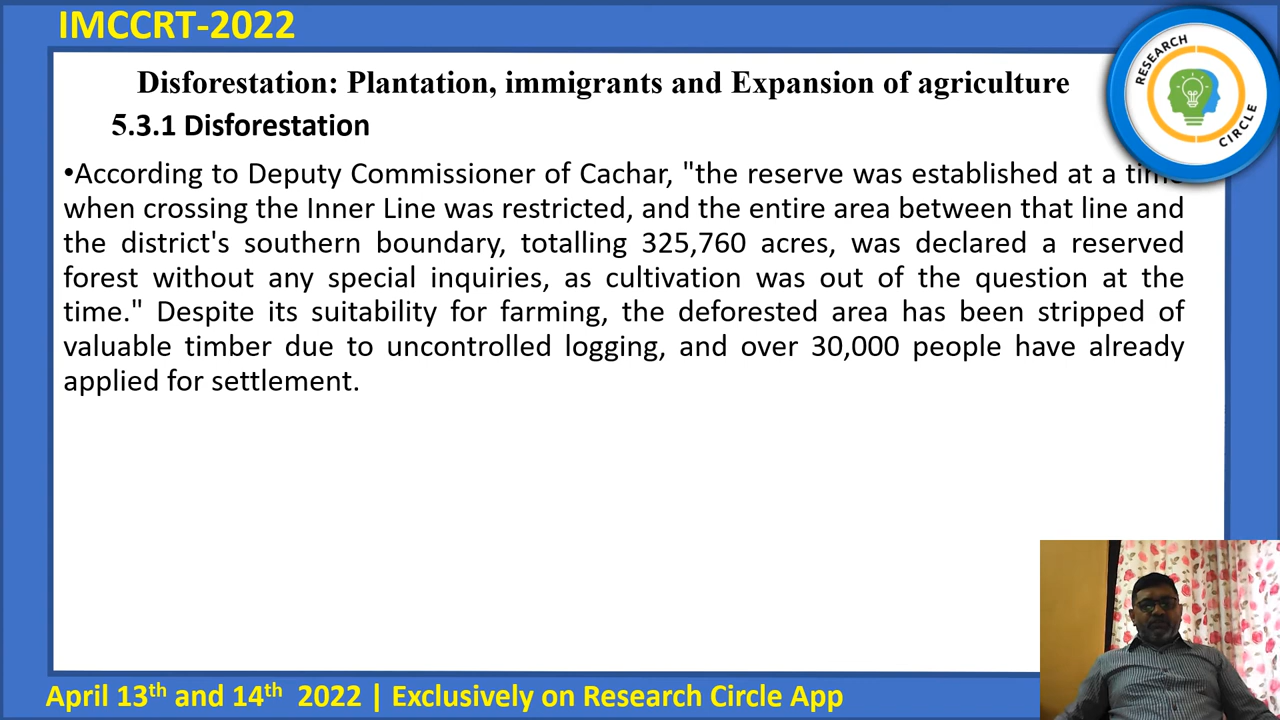 IMCCRT-2022
RESEARCH
CIRCLE
Disforestation: Plantation, immigrants and Expansion of agriculture
5.3.1 Disforestation
•According to Deputy Commissioner of Cachar, "the reserve was established at a time
when crossing the Inner Line was restricted, and the entire area between that line and
the district's southern boundary, totalling 325,760 acres, was declared a reserved
forest without any special inquiries, as cultivation was out of the question at the
time." Despite its suitability for farming, the deforested area has been stripped of
valuable timber due to uncontrolled logging, and over 30,000 people have already
applied for settlement.
April 13th and 14th 2022 | Exclusively on Research Circle App